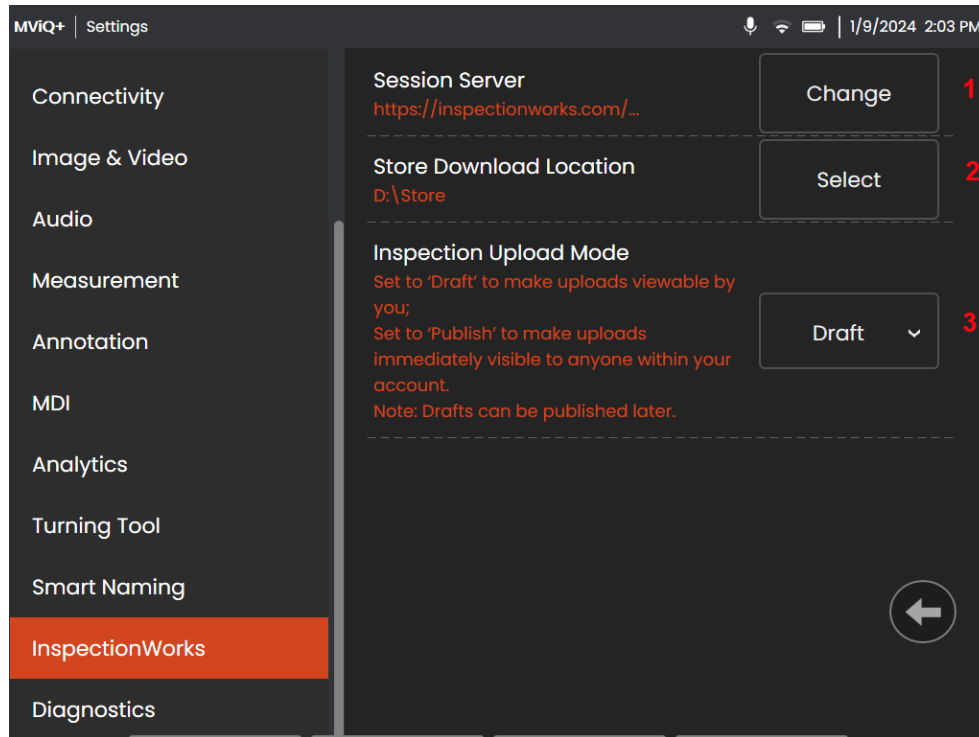 MViQ+ | Settings
1/9/2024 2:03 PM
Connectivity
Image & Video
Audio
Measurement
Annotation
MDI
Analytics
Turning Tool
Smart Naming
InspectionWorks
Diagnostics
Session Server
https://inspectionworks.com/...
Change
1
Store Download Location
D:\Store
Select
2
Inspection Upload Mode
Set to ‘Draft’ to make uploads viewable by
you;
Set to ‘Publish’ to make uploads
immediately visible to anyone within your
account.
Note: Drafts can be published later.
Draft
3